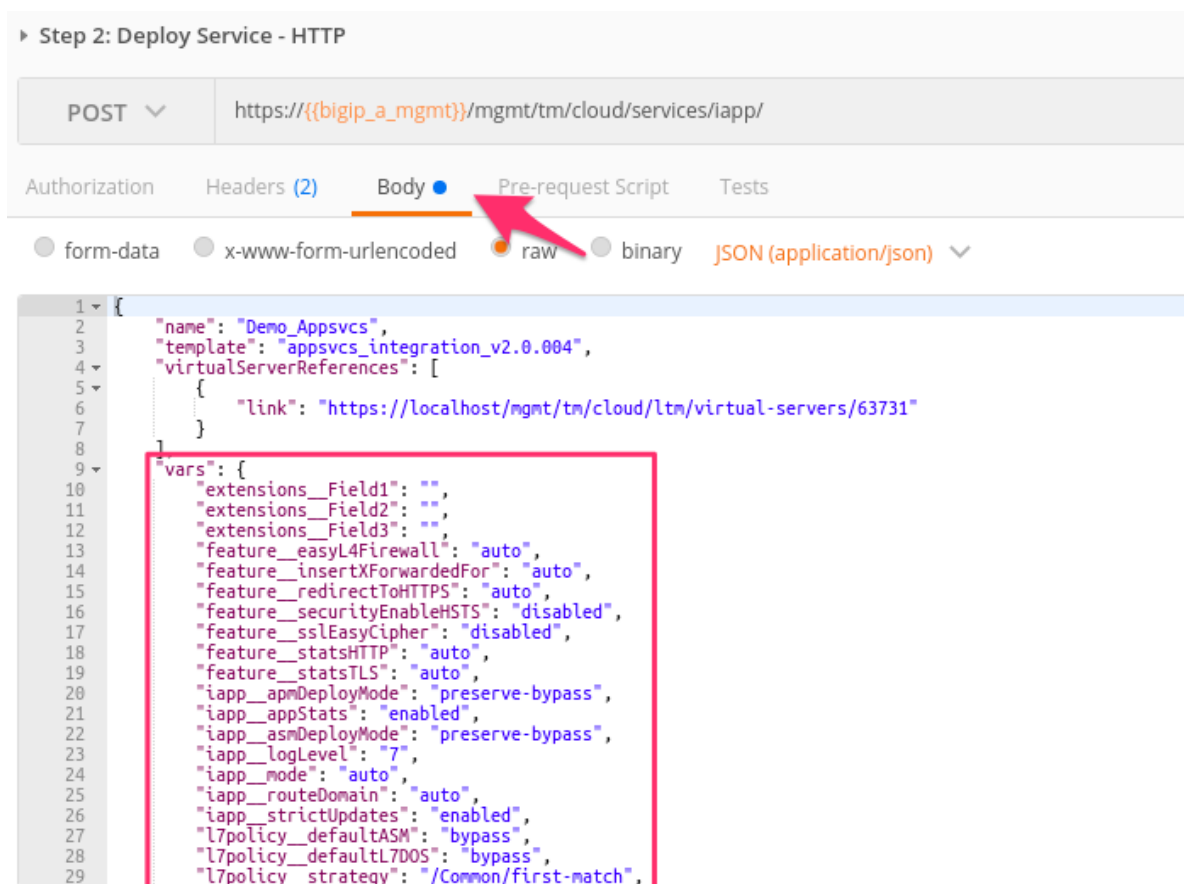 Step 2: Deploy Service - HTTP
POST https://{{bigip_a_mgmt}}/mgmt/tm/cloud/services/iapp/
Authorization Headers (2) Body Pre-request Script Tests
form-data x-www-form-urlencoded raw binary JSON (application/json)
1 {
2 "name": "Demo_Appsvcs",
3 "template": "appsvcs_integration_v2.0.004",
4 "virtualServerReferences": [
5 {
6 "link": "https://localhost/mgmt/tm/cloud/ltm/virtual-servers/63731"
7 }
8 ],
9 "vars": {
10 "extensions__Field1": "",
11 "extensions__Field2": "",
12 "extensions__Field3": "",
13 "feature__easyL4Firewall": "auto",
14 "feature__insertXForwardedFor": "auto",
15 "feature__redirectToHTTPS": "auto",
16 "feature__securityEnableHSTS": "disabled",
17 "feature__sslEasyCipher": "disabled",
18 "feature__statsHTTP": "auto",
19 "feature__statsTLS": "auto",
20 "iapp__apmDeployMode": "preserve-bypass",
21 "iapp__appStats": "enabled",
22 "iapp__asmDeployMode": "preserve-bypass",
23 "iapp__logLevel": "7",
24 "iapp__mode": "auto",
25 "iapp__routeDomain": "auto",
26 "iapp__strictUpdates": "enabled",
27 "l7policy__defaultASM": "bypass",
28 "l7policy__defaultL7DOS": "bypass",
29 "l7policy__strategy": "/Common/first-match",